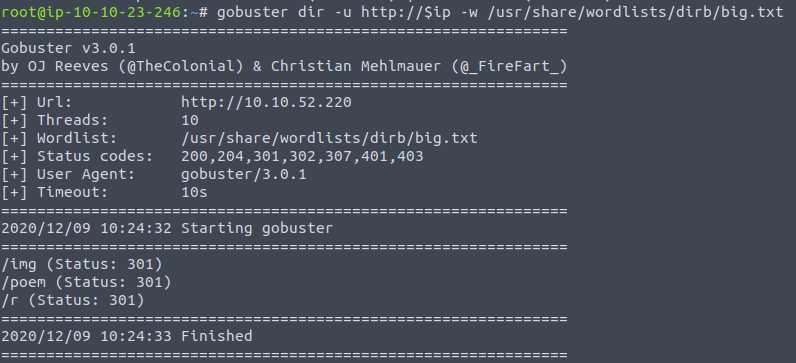 root@ip-10-10-23-246:~# gobuster dir -u http://$ip -w /usr/share/wordlists/dirb/big.txt
===============================================================
Gobuster v3.0.1
by OJ Reeves (@TheColonial) & Christian Mehlmauer (@_FireFart_)
===============================================================
[+] Url:            http://10.10.52.220
[+] Threads:        10
[+] Wordlist:       /usr/share/wordlists/dirb/big.txt
[+] Status codes:   200,204,301,302,307,401,403
[+] User Agent:     gobuster/3.0.1
[+] Timeout:        10s
===============================================================
2020/12/09 10:24:32 Starting gobuster
===============================================================
/img (Status: 301)
/poem (Status: 301)
/r (Status: 301)
===============================================================
2020/12/09 10:24:33 Finished
===============================================================